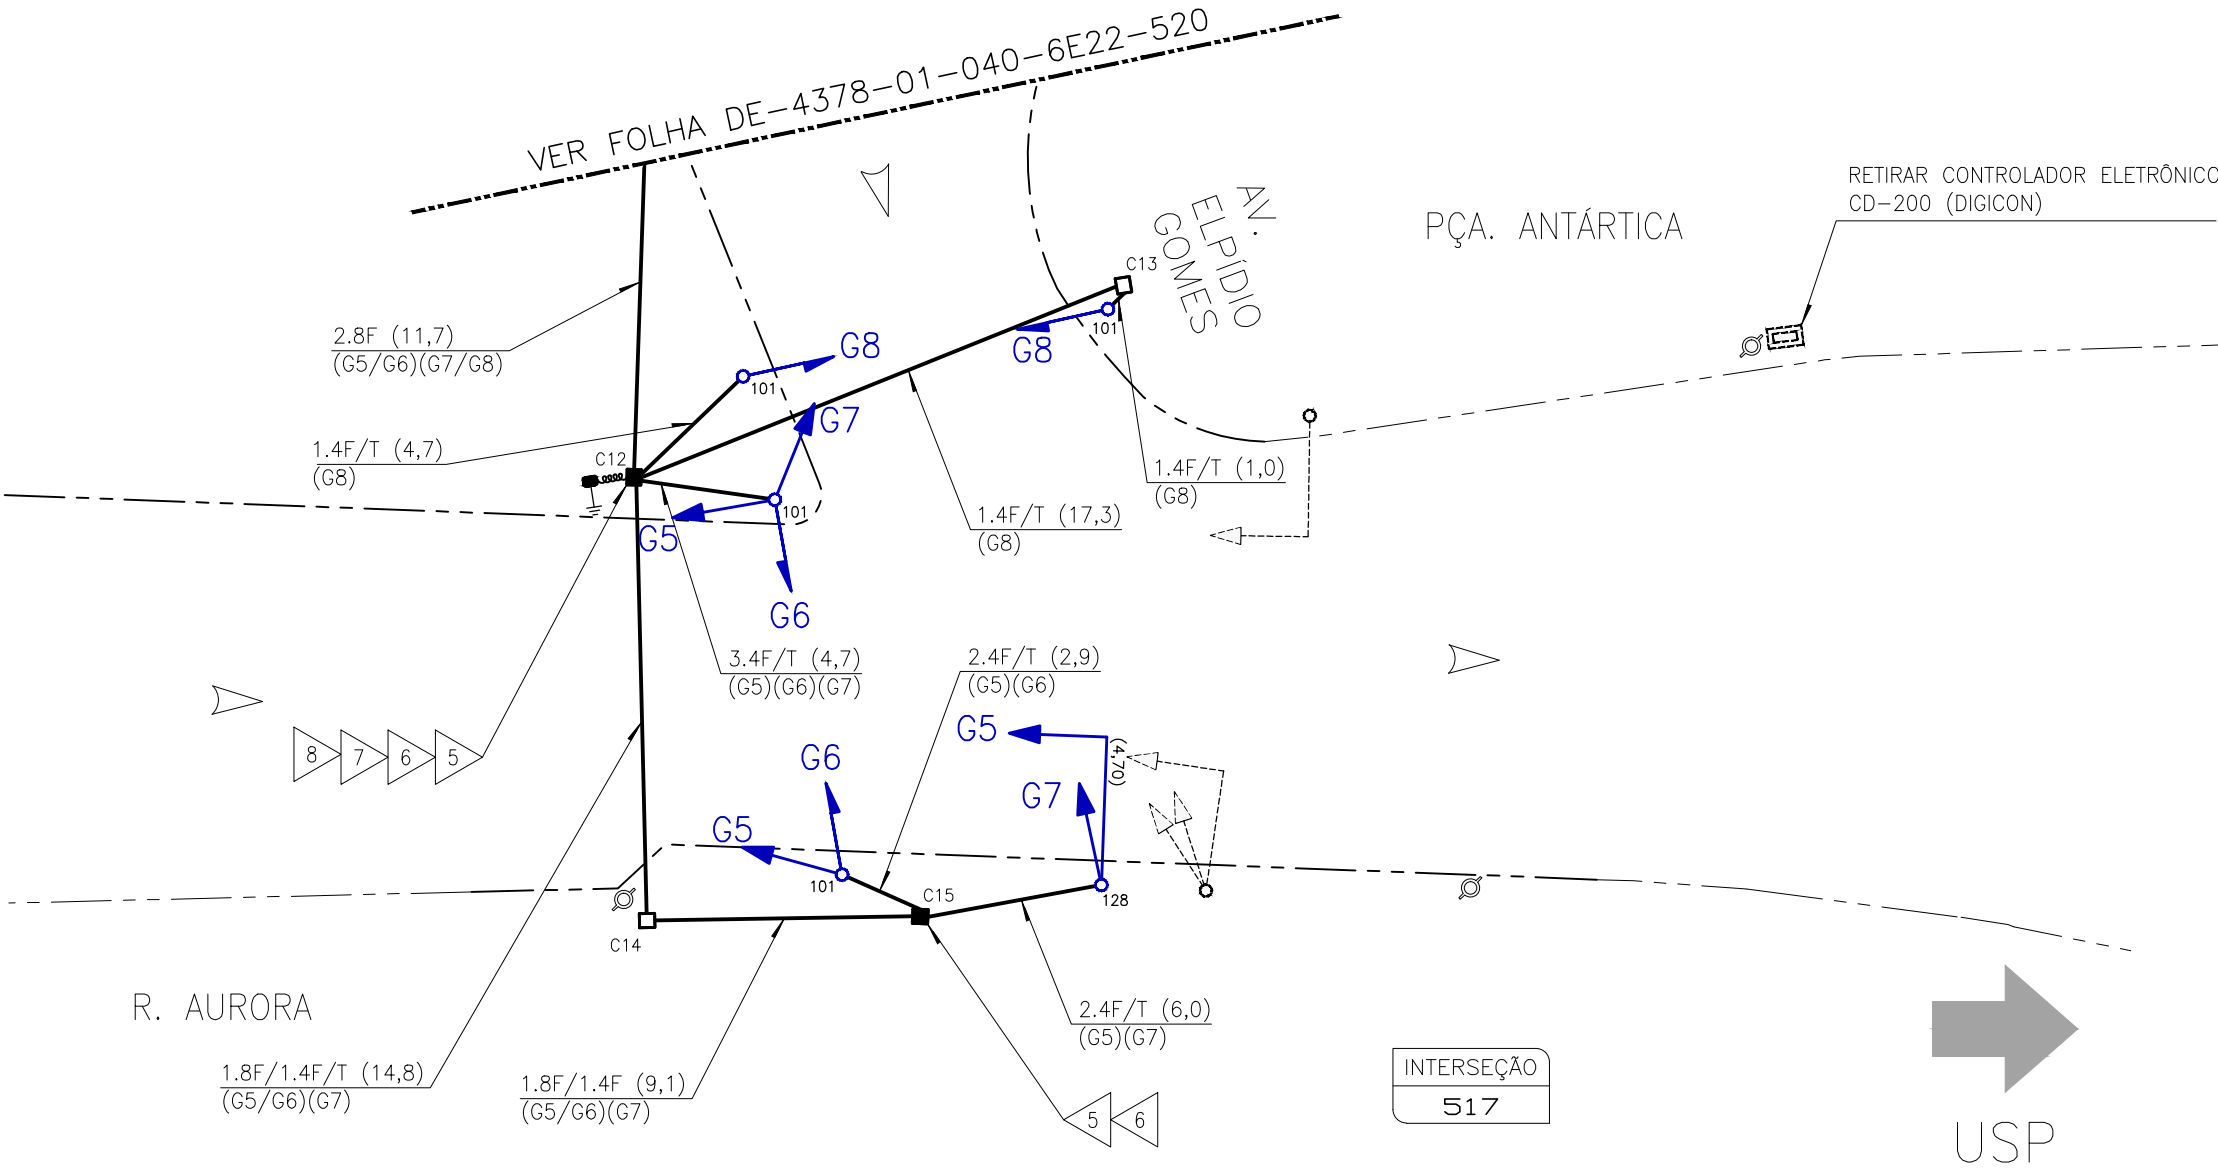 VER FOLHA DE-4378-01-040-6E22-520
RETIRAR CONTROLADOR ELETRÔNICO
CD-200 (DIGICON)
PÇA. ANTÁRTICA
AV.
ELPÍDIO
GOMES
C13
101
G8
2.8F (11,7)
(G5/G6)(G7/G8)
G8
101
G7
1.4F/T (4,7)
(G8)
C12
1.4F/T (1,0)
(G8)
101
G5
1.4F/T (17,3)
(G8)
G6
3.4F/T (4,7)
(G5)(G6)(G7)
2.4F/T (2,9)
(G5)(G6)
8 7 6 5
G5
(4,70)
G6
G7
G5
101
C15
128
C14
R. AURORA
2.4F/T (6,0)
(G5)(G7)
1.8F/1.4F/T (14,8)
(G5/G6)(G7)
1.8F/1.4F (9,1)
(G5/G6)(G7)
5 6
INTERSEÇÃO
517
USP